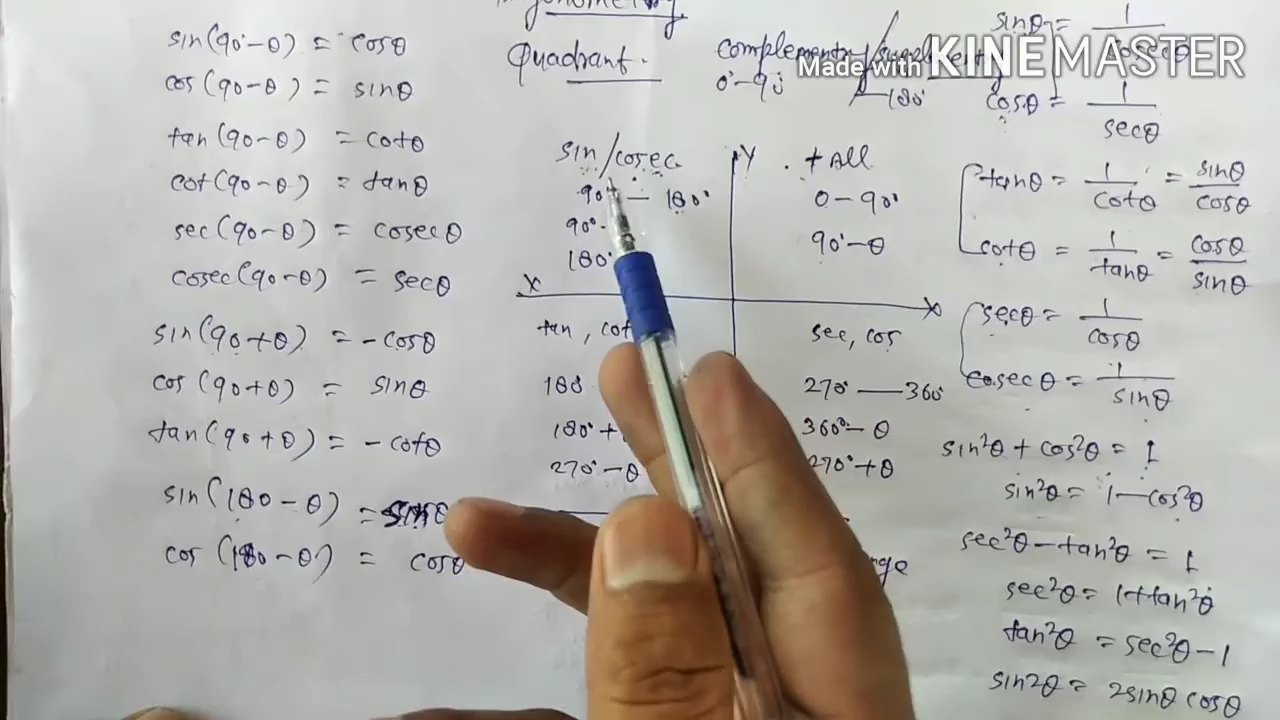 sin(90°-θ) = cosθ
cos(90-θ) = sinθ
tan(90-θ) = cotθ
cot(90-θ) = tanθ
sec(90-θ) = cosecθ
cosec(90-θ) = secθ
sin(90+θ) = -cosθ
cos(90+θ) = sinθ
tan(90+θ) = -cotθ
sin(180-θ) = sinθ
cos(180-θ) = cosθ
Quadrant.
complementry/
0°-90
180°
Made with KINEMASTER
sin/cosec
90° — 180°
90°-
180°
Y
+ All
0-90°
90°-θ
X
X
tan, cot
180
180°+
270°-θ
sec, cos
270° — 360°
360°-θ
270°+θ
sinθ = 1/cosecθ
cosθ = 1/secθ
tanθ = 1/cotθ = sinθ/cosθ
cotθ = 1/tanθ = cosθ/sinθ
secθ = 1/cosθ
cosecθ = 1/sinθ
sin²θ + cos²θ = 1
sin²θ = 1-cos²θ
sec²θ-tan²θ = 1
sec²θ = 1+tan²θ
tan²θ = sec²θ-1
sin2θ = 2sinθ cosθ